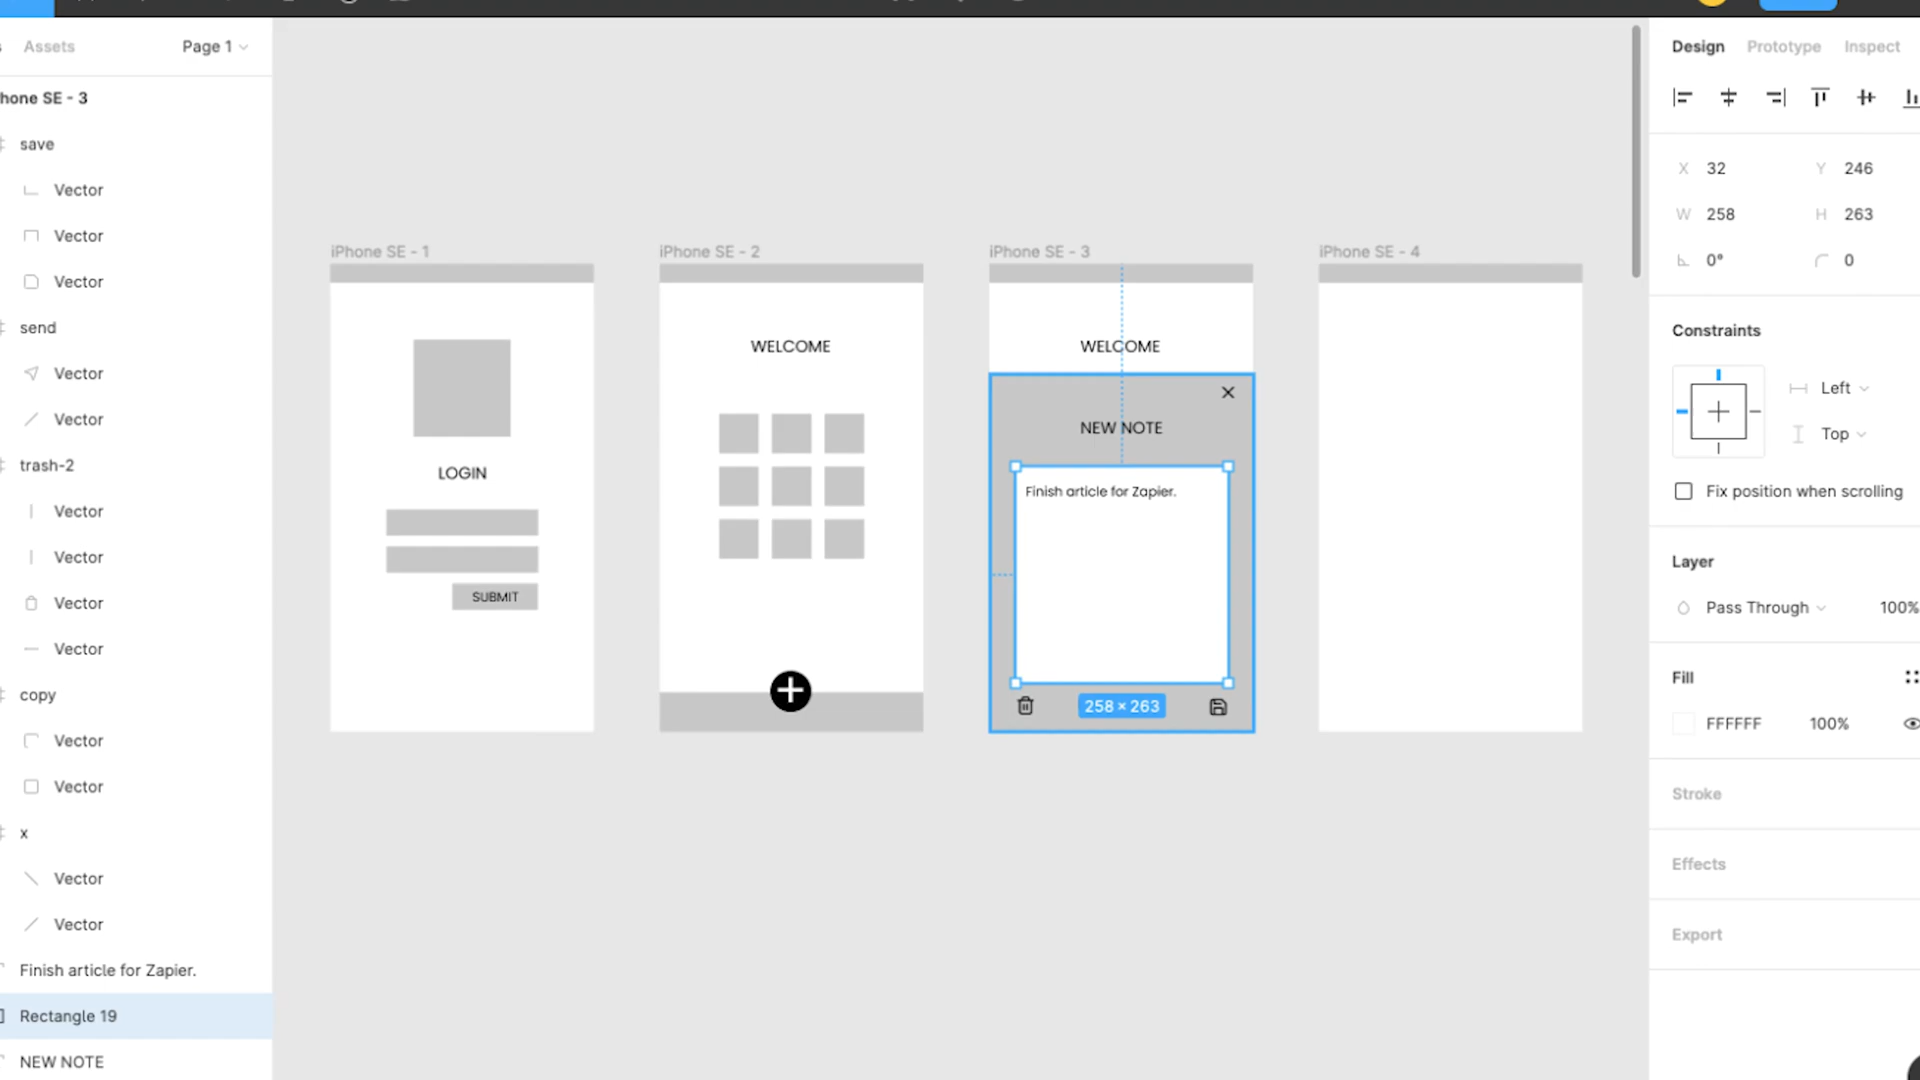 Assets
Page 1
hone SE - 3
save
Vector
Vector
Vector
send
Vector
Vector
trash-2
Vector
Vector
Vector
Vector
copy
Vector
Vector
x
Vector
Vector
Finish article for Zapier.
Rectangle 19
NEW NOTE
iPhone SE - 1
LOGIN
SUBMIT
iPhone SE - 2
WELCOME
iPhone SE - 3
WELCOME
NEW NOTE
Finish article for Zapier.
258 × 263
iPhone SE - 4
Design Prototype Inspect
X 32 Y 246
W 258 H 263
0° 0
Constraints
Left
Top
Fix position when scrolling
Layer
Pass Through 100%
Fill
FFFFFF 100%
Stroke
Effects
Export